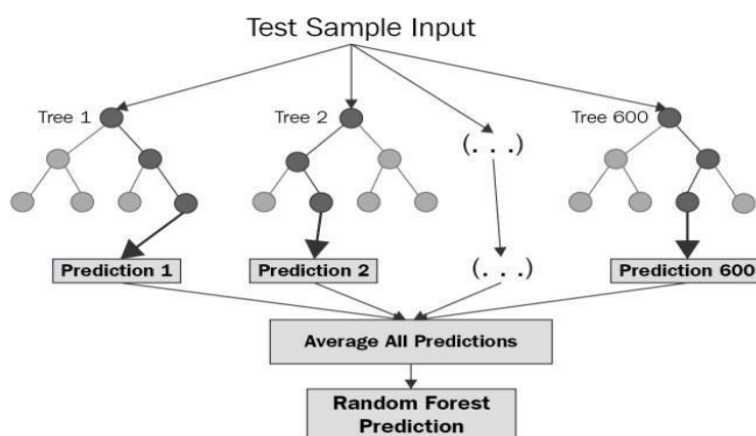 Test Sample Input
Tree 1
Tree 2
(. . .)
Tree 600
Prediction 1
Prediction 2
(. . .)
Prediction 600
Average All Predictions
Random Forest
Prediction